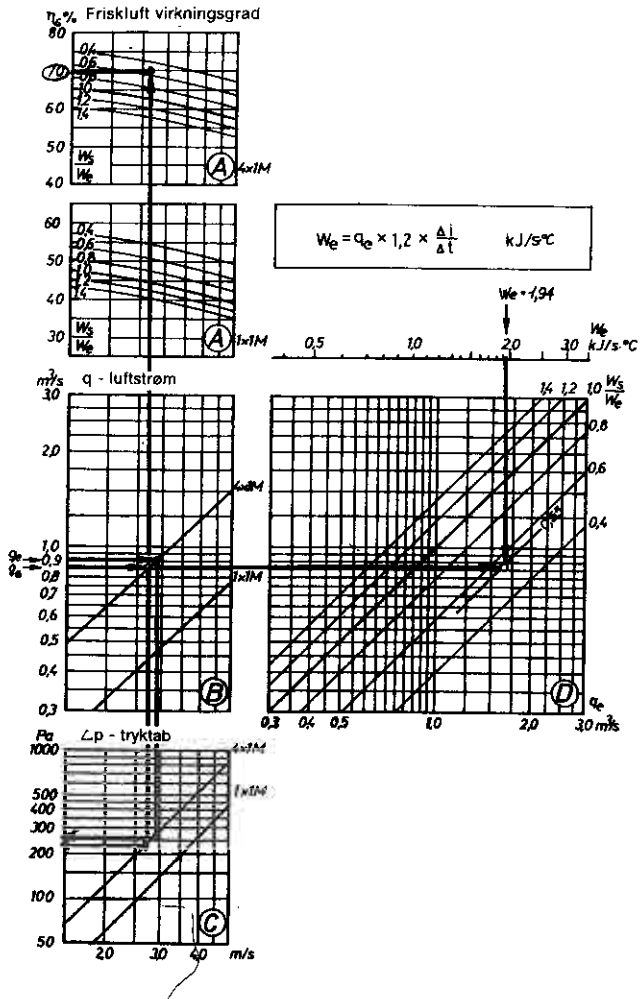 η₆% Friskluft virkningsgrad
80
70
60
50
40
0,4
0,6
0,8
1,0
1,2
1,4
Ws
We
A 4x1M
60
50
40
30
0,4
0,6
0,8
1,0
1,2
1,4
Ws
We
A 1x1M
We = qe × 1,2 × Δi/Δt kJ/s·°C
We = 1,94
0,5 1,0 2,0 3,0 We kJ/s·°C
m³/s q - luftstrøm
3,0
2,0
1,0
0,9
0,8
0,7
0,6
0,5
0,4
0,3
1x1M
B
1,4 1,2 1,0 Ws/We
0,8
0,6
0,4
D
0,3 0,4 0,5 1,0 2,0 3,0 m³/s
qe
Pa Δp - tryktab
1000
500
400
300
200
100
50
4x1M
1x1M
C
2,0 3,0 4,0 m/s